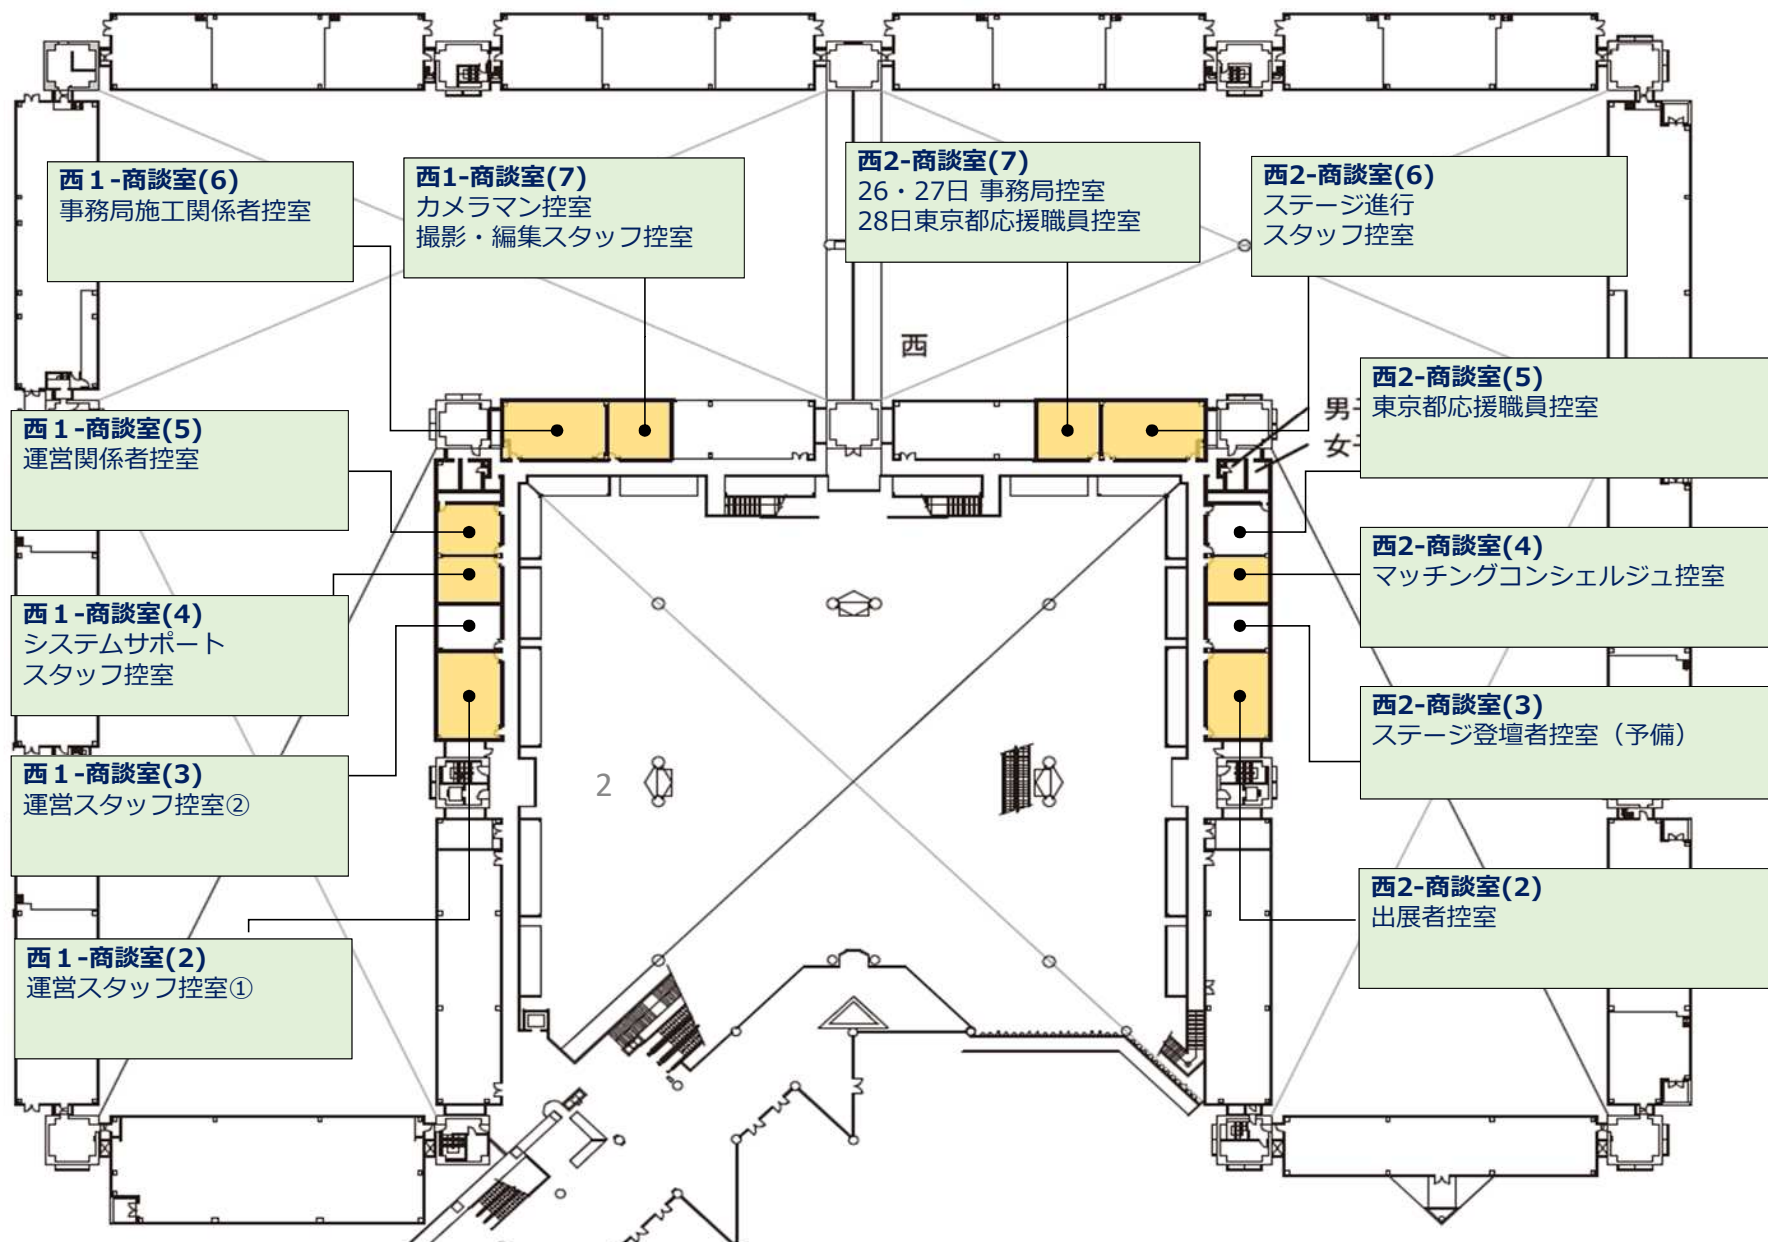 西１-商談室(6)
事務局施工関係者控室
西1-商談室(7)
カメラマン控室
撮影・編集スタッフ控室
西2-商談室(7)
26・27日 事務局控室
28日東京都応援職員控室
西2-商談室(6)
ステージ進行
スタッフ控室
西
西１-商談室(5)
運営関係者控室
男子
女子
西2-商談室(5)
東京都応援職員控室
西１-商談室(4)
システムサポート
スタッフ控室
西2-商談室(4)
マッチングコンシェルジュ控室
西１-商談室(3)
運営スタッフ控室②
2
西2-商談室(3)
ステージ登壇者控室（予備）
西１-商談室(2)
運営スタッフ控室①
西2-商談室(2)
出展者控室